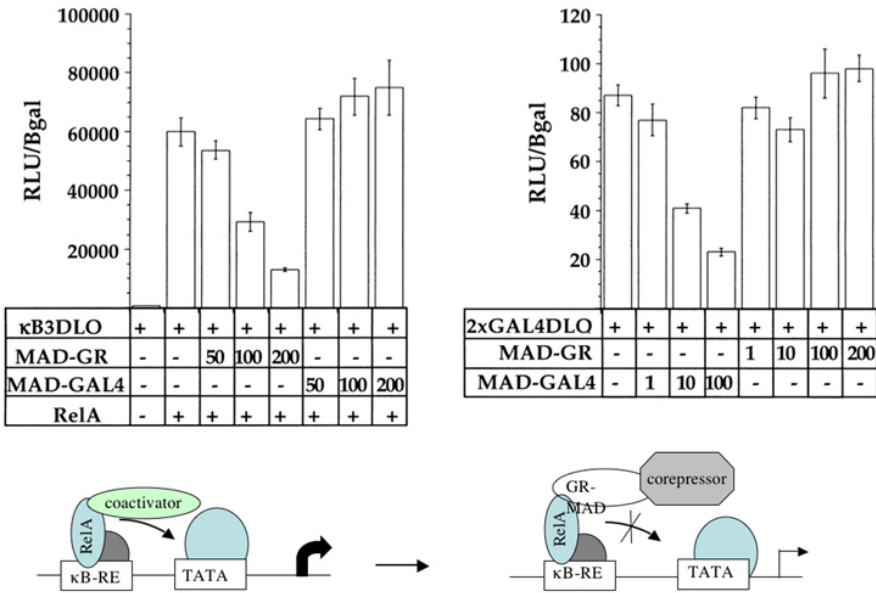 100000
80000
60000
40000
20000
RLU/Bgal
κB3DLO + + + + + + + +
MAD-GR - - 50 100 200 - - -
MAD-GAL4 - - - - - 50 100 200
RelA - + + + + + + +
120
100
80
60
40
20
RLU/Bgal
2xGAL4DLO + + + + + + + +
MAD-GR - - - - 1 10 100 200
MAD-GAL4 - 1 10 100 - - - -
coactivator
RelA
κB-RE
TATA
GR-
MAD
corepressor
RelA
κB-RE
TATA